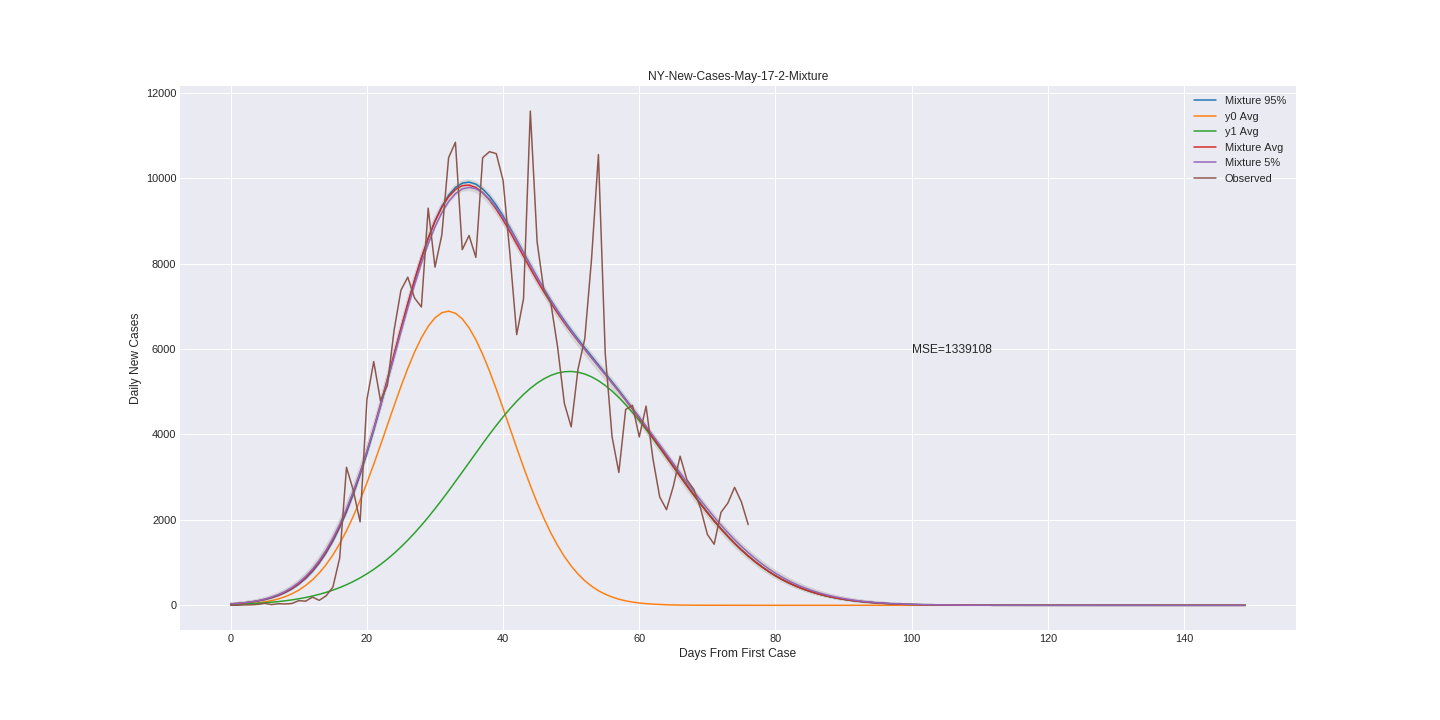 NY-New-Cases-May-17-2-Mixture
12000
10000
8000
6000
4000
2000
0
Daily New Cases
Mixture 95%
y0 Avg
y1 Avg
Mixture Avg
Mixture 5%
Observed
MSE=1339108
0
20
40
60
80
100
120
140
Days From First Case